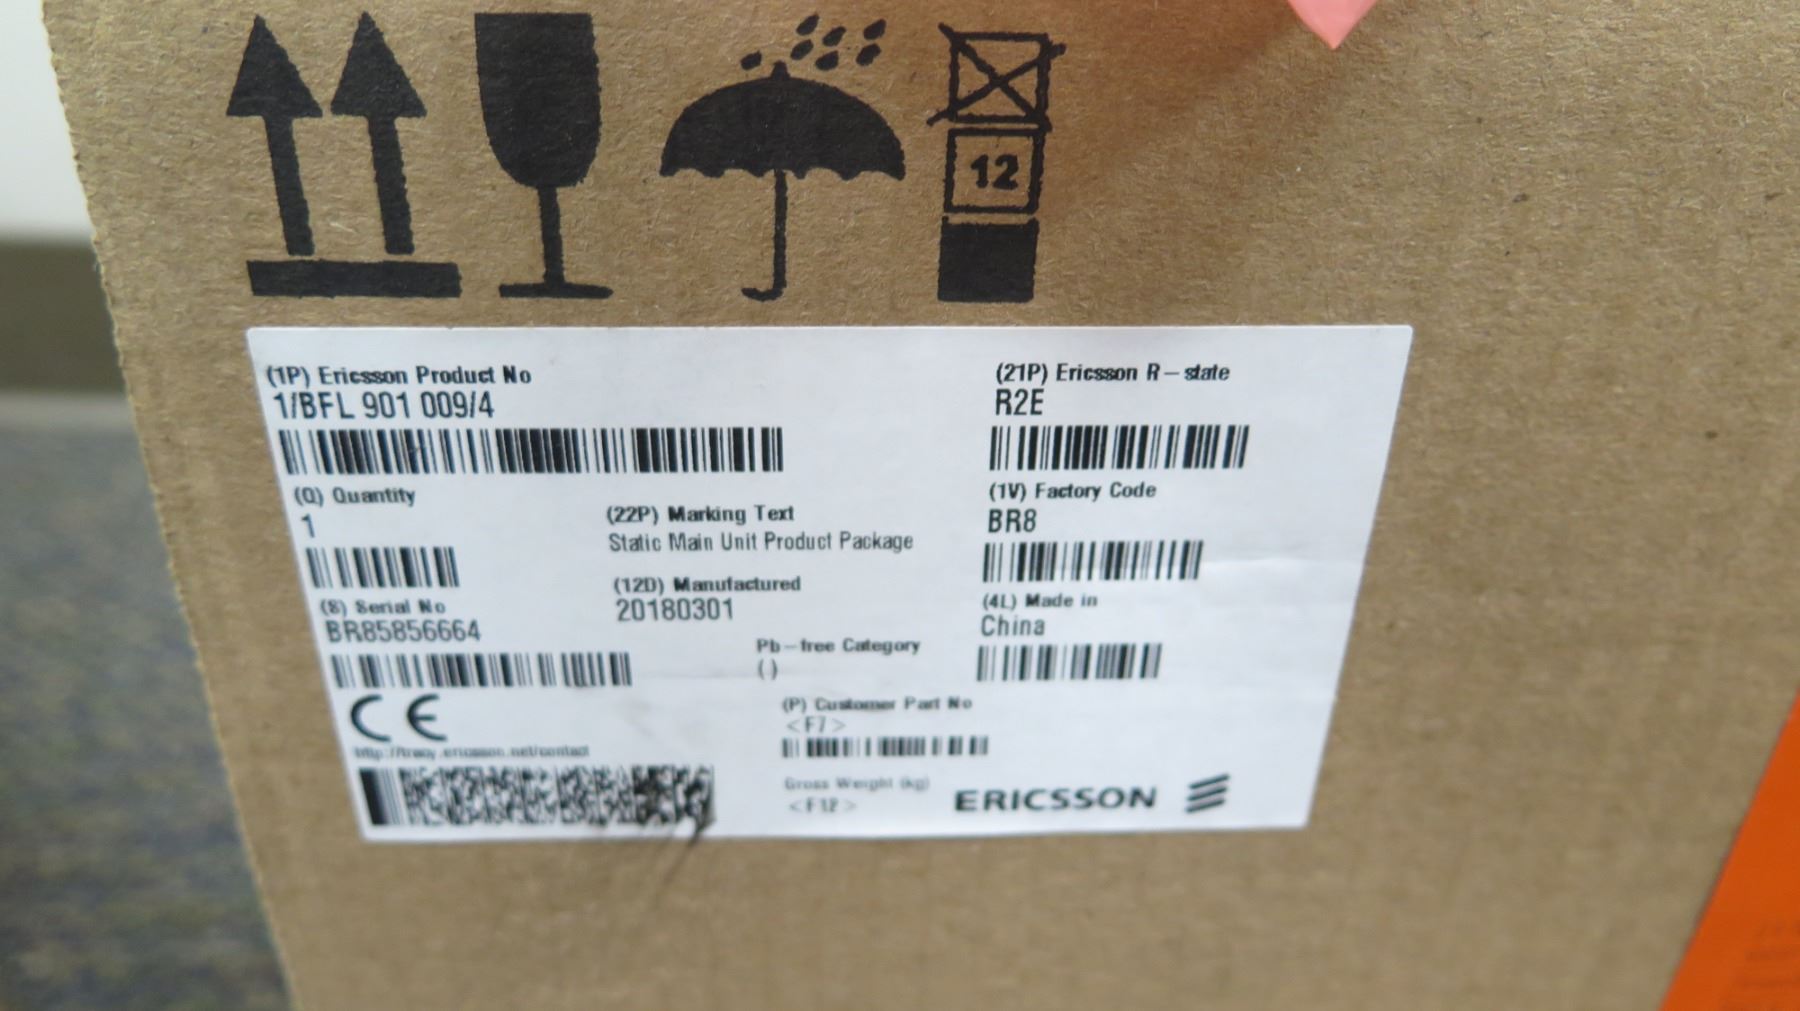 12
(1P) Ericsson Product No
1/BFL 901 009/4
(21P) Ericsson R-state
R2E
(Q) Quantity
1
(22P) Marking Text
Static Main Unit Product Package
(1V) Factory Code
BR8
(12D) Manufactured
20180301
(S) Serial No
BR85856664
(4L) Made in
China
Pb-free Category
( )
(P) Customer Part No
<F7>
CE
Gross Weight (kg)
<F12>
ERICSSON